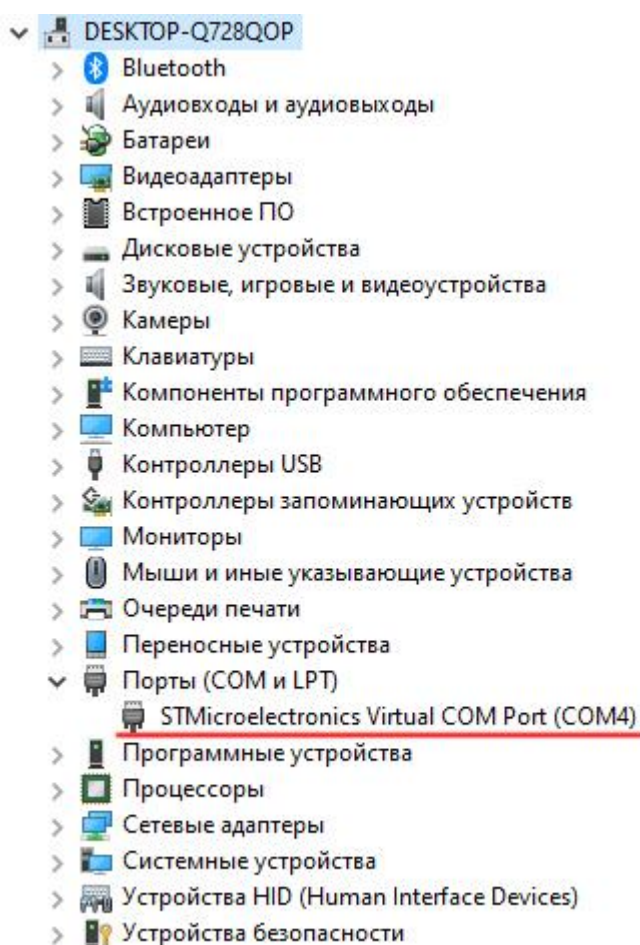 DESKTOP-Q728QOP
Bluetooth
Аудиовходы и аудиовыходы
Батареи
Видеоадаптеры
Встроенное ПО
Дисковые устройства
Звуковые, игровые и видеоустройства
Камеры
Клавиатуры
Компоненты программного обеспечения
Компьютер
Контроллеры USB
Контроллеры запоминающих устройств
Мониторы
Мыши и иные указывающие устройства
Очереди печати
Переносные устройства
Порты (COM и LPT)
STMicroelectronics Virtual COM Port (COM4)
Программные устройства
Процессоры
Сетевые адаптеры
Системные устройства
Устройства HID (Human Interface Devices)
Устройства безопасности